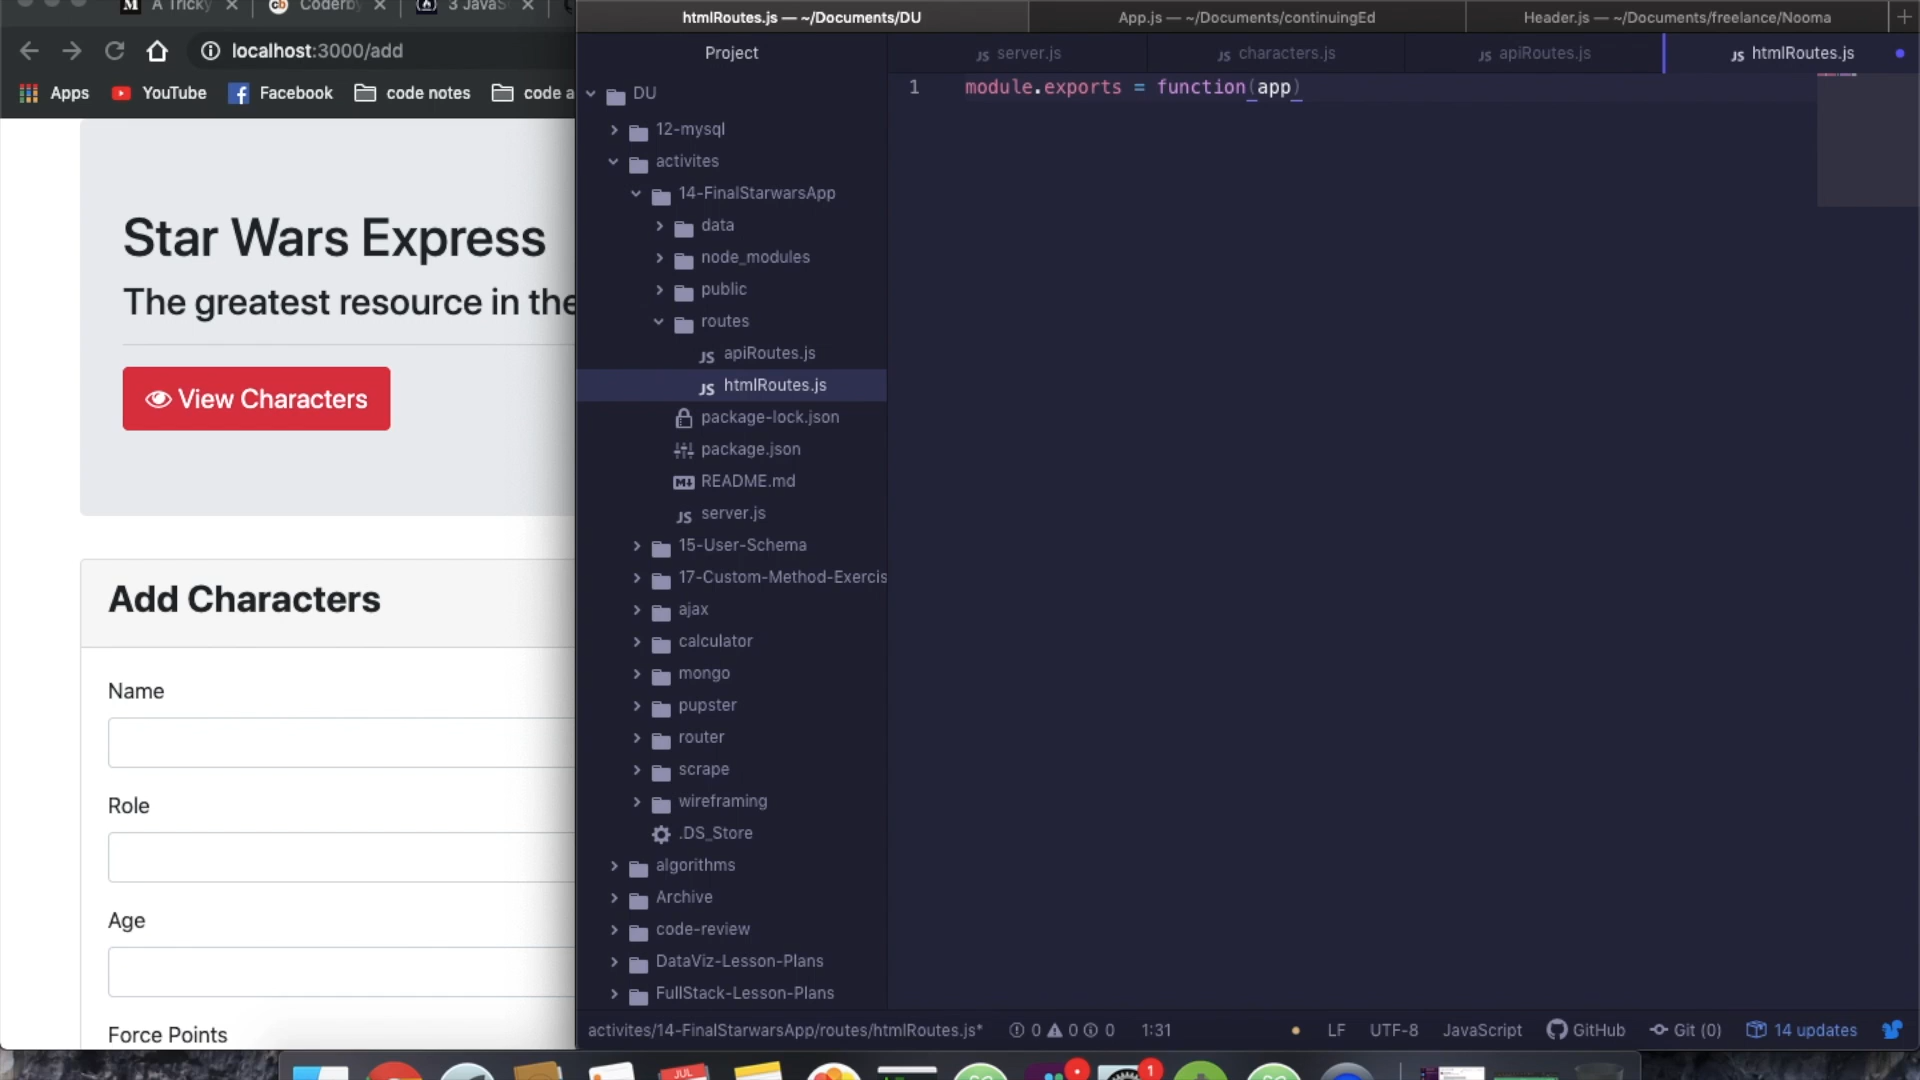 A Tricky
Coderby
3 JavaS
htmlRoutes.js — ~/Documents/DU
App.js — ~/Documents/continuingEd
Header.js — ~/Documents/freelance/Nooma
localhost:3000/add
Project
server.js
characters.js
apiRoutes.js
htmlRoutes.js
Apps
YouTube
Facebook
code notes
code a
1 module.exports = function(app)
DU
12-mysql
activites
14-FinalStarwarsApp
data
node_modules
public
routes
apiRoutes.js
htmlRoutes.js
package-lock.json
package.json
README.md
server.js
15-User-Schema
17-Custom-Method-Exercis
ajax
calculator
mongo
pupster
router
scrape
wireframing
.DS_Store
algorithms
Archive
code-review
DataViz-Lesson-Plans
FullStack-Lesson-Plans
Star Wars Express
The greatest resource in the
View Characters
Add Characters
Name
Role
Age
Force Points
activites/14-FinalStarwarsApp/routes/htmlRoutes.js* 0 0 0 1:31
LF UTF-8 JavaScript GitHub Git (0) 14 updates
JUL
1